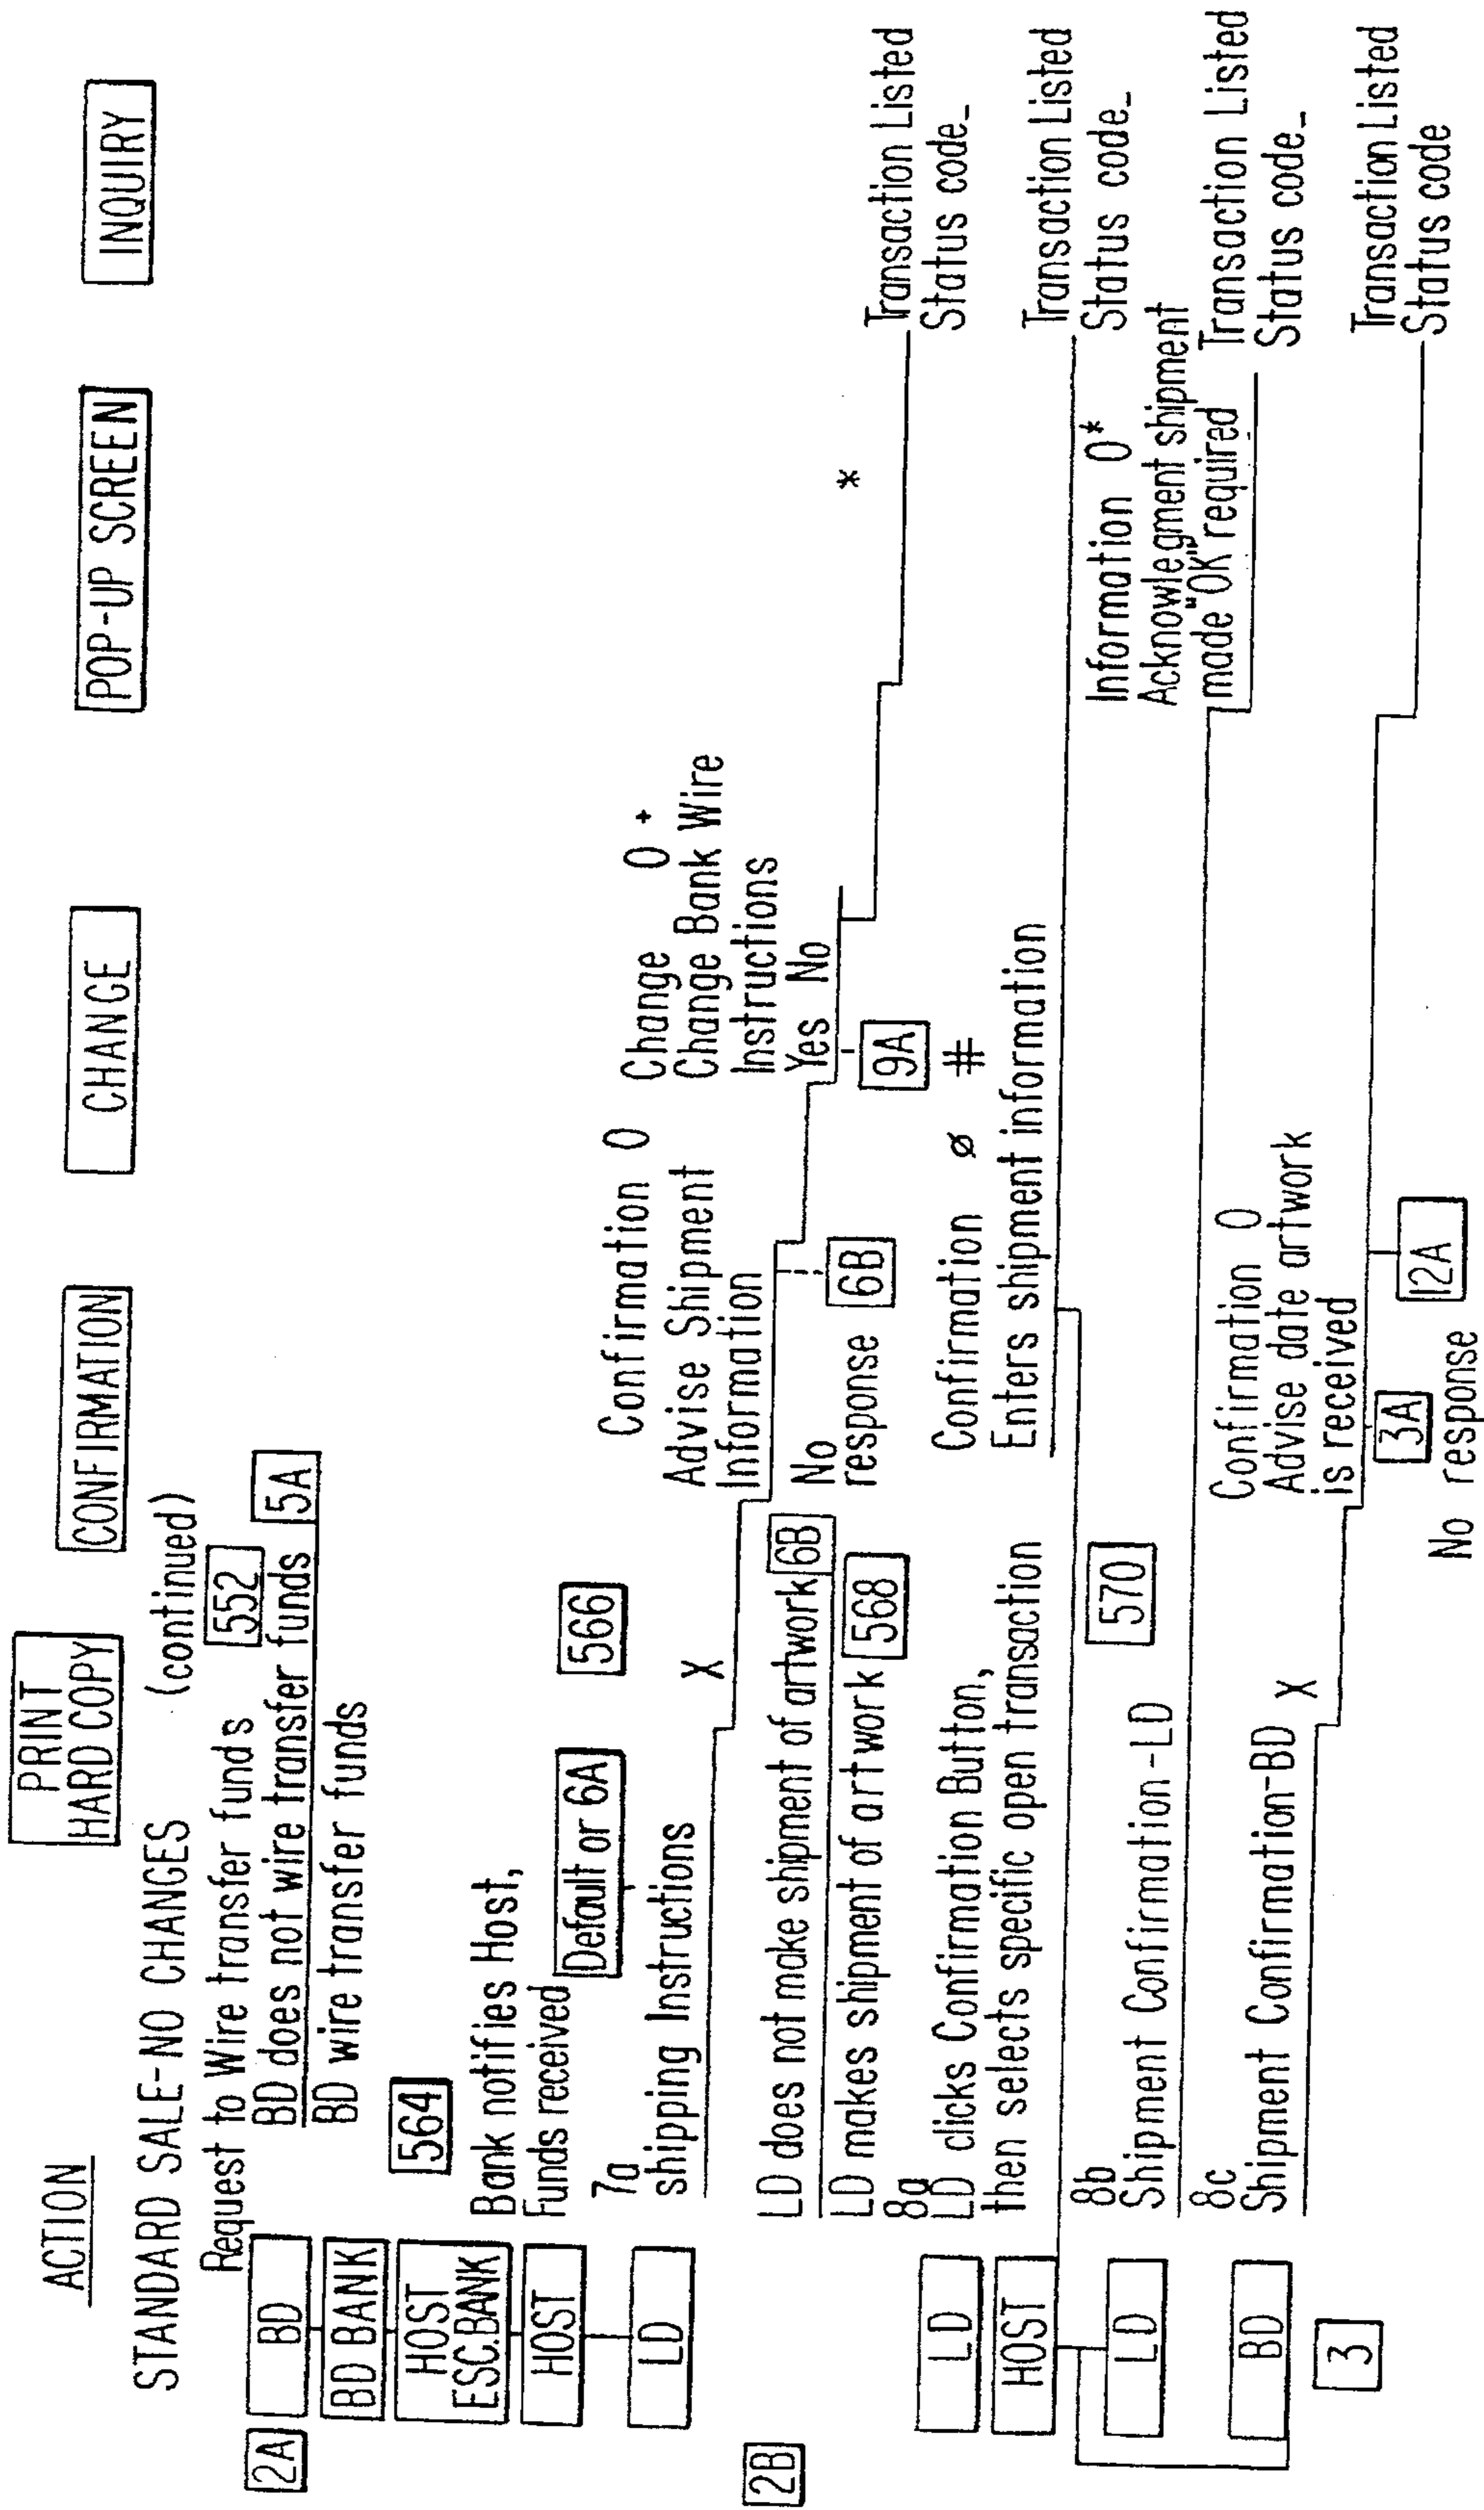 ACTION
PRINT
HARD COPY
CONFIRMATION
CHANGE
POP-UP SCREEN
INQUIRY
STANDARD SALE-NO CHANGES (continued)
Request to Wire transfer funds 552
2A
BD
BD does not wire transfer funds 5A
BD wire transfer funds
BD BANK
564
HOST
ESC.BANK
Bank notifies Host,
Funds received
HOST
Default or 6A
566
7a
shipping Instructions X
LD
Confirmation O
Advise Shipment
Information
No
response
6B
Change O +
Change Bank Wire
Instructions
Yes No
9A
#
*
Transaction Listed
Status code_
2B
LD does not make shipment of artwork 6B
LD makes shipment of artwork 568
8a
LD clicks Confirmation Button,
then selects specific open transaction
LD
HOST
Confirmation ø
Enters shipment information
Transaction Listed
Status code_
8b
Shipment Confirmation-LD
570
LD
Information O*
Acknowlegment shipment
made "OK" required
Transaction Listed
Status code_
8c
Shipment Confirmation-BD X
BD
Confirmation O
Advise date artwork
is received
3A
12A
No response
Transaction Listed
Status code
3